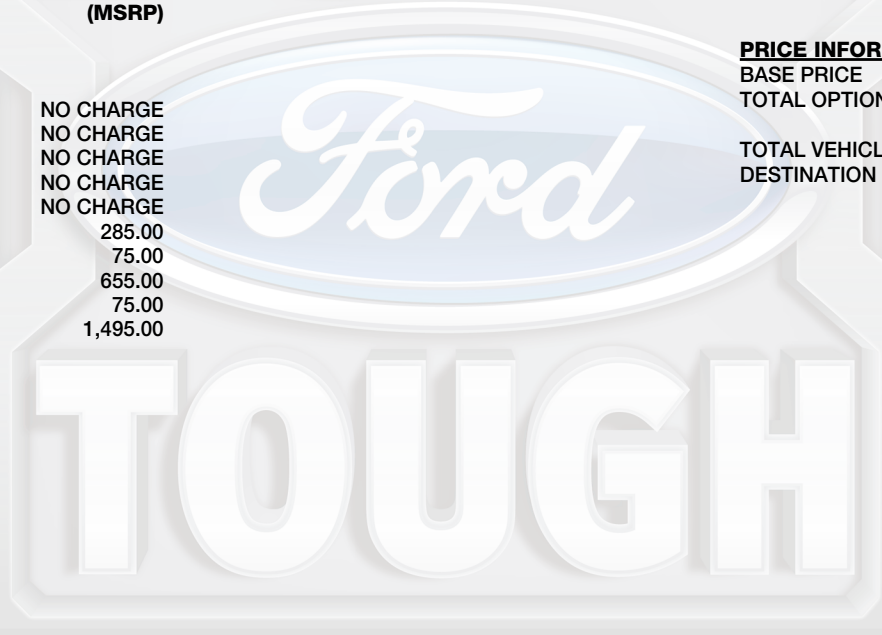 (MSRP)
NO CHARGE
NO CHARGE
NO CHARGE
NO CHARGE
NO CHARGE
285.00
75.00
655.00
75.00
1,495.00
PRICE INFOR
BASE PRICE
TOTAL OPTION
TOTAL VEHICL
DESTINATION
Ford
TOUGH